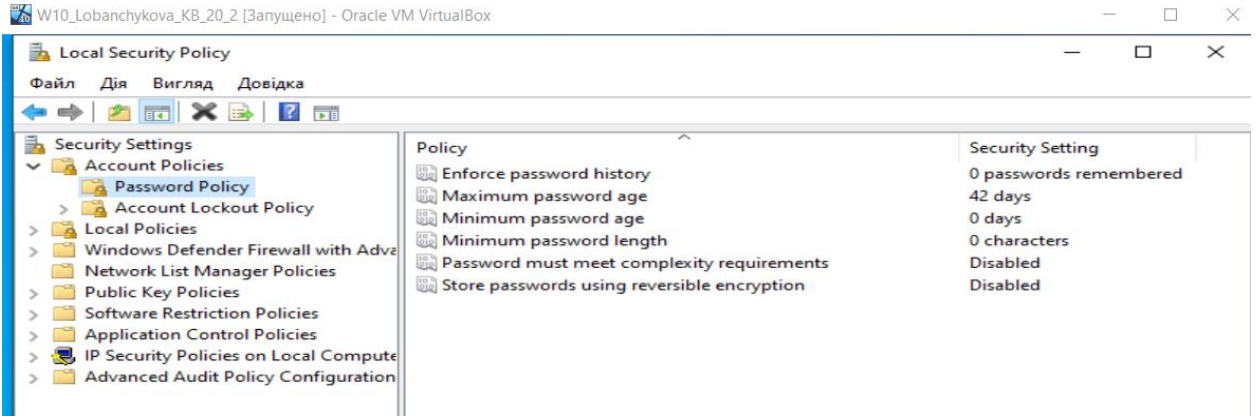 W10_Lobanchykova_KB_20_2 [Запущено] - Oracle VM VirtualBox
Local Security Policy
Файл Дія Вигляд Довідка
Security Settings
Account Policies
Password Policy
Account Lockout Policy
Local Policies
Windows Defender Firewall with Adva
Network List Manager Policies
Public Key Policies
Software Restriction Policies
Application Control Policies
IP Security Policies on Local Compute
Advanced Audit Policy Configuration
Policy Security Setting
Enforce password history 0 passwords remembered
Maximum password age 42 days
Minimum password age 0 days
Minimum password length 0 characters
Password must meet complexity requirements Disabled
Store passwords using reversible encryption Disabled